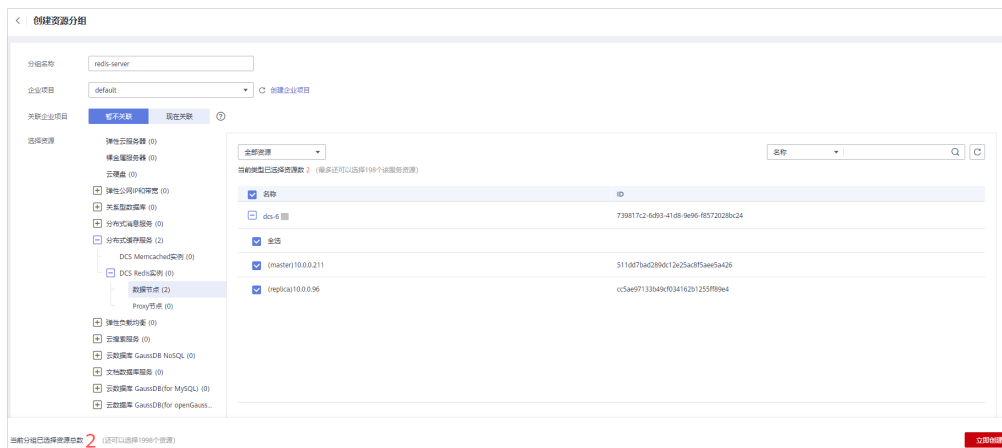 创建资源分组
分组名称 redis-server
企业项目 default 创建企业项目
关联企业项目 暂不关联 现在关联
选择资源
弹性云服务器 (0)
裸金属服务器 (0)
云硬盘 (0)
弹性公网IP和带宽 (0)
关系型数据库 (0)
分布式消息服务 (0)
分布式缓存服务 (2)
DCS Memcached实例 (0)
DCS Redis实例 (0)
数据节点 (2)
Proxy节点 (0)
弹性负载均衡 (0)
云搜索服务 (0)
云数据库 GaussDB NoSQL (0)
文档数据库服务 (0)
云数据库 GaussDB(for MySQL) (0)
云数据库 GaussDB(for openGauss...
全部资源 名称
当前类型已选择资源数 2 (最多还可以选择198个该服务资源)
名称 ID
dcs-6 739817c2-6d93-41d8-9e96-f8572028bc24
全选
(master)10.0.0.211 511dd7bad289dc12e25ac8f5aee5a426
(replica)10.0.0.96 cc5ae97133b49cf034162b1255ff89e4
当前分组已选择资源总数 2 (还可以选择1998个资源)
立即创建